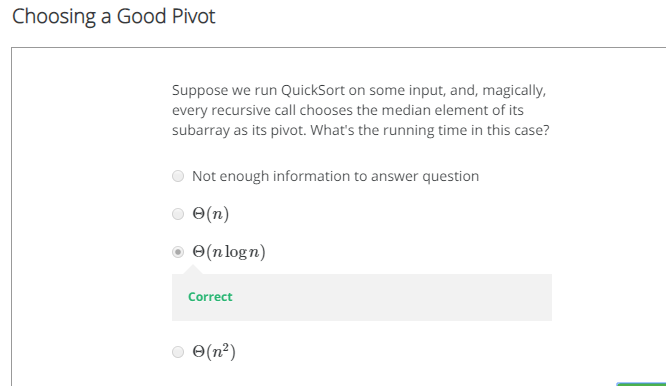 Choosing a Good Pivot
Suppose we run QuickSort on some input, and, magically,
every recursive call chooses the median element of its
subarray as its pivot. What's the running time in this case?
Not enough information to answer question
Θ(n)
Θ(n log n)
Correct
Θ(n²)